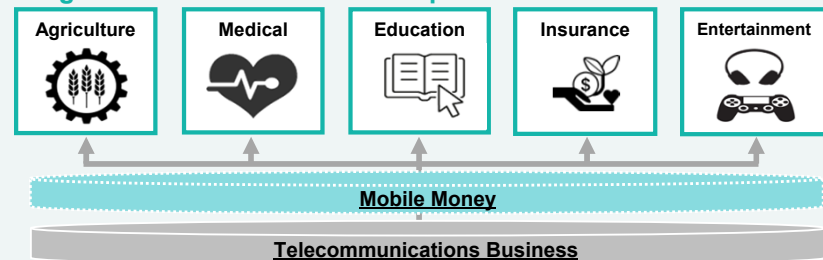 Agriculture
Medical
Education
Insurance
Entertainment
$
Mobile Money
Telecommunications Business